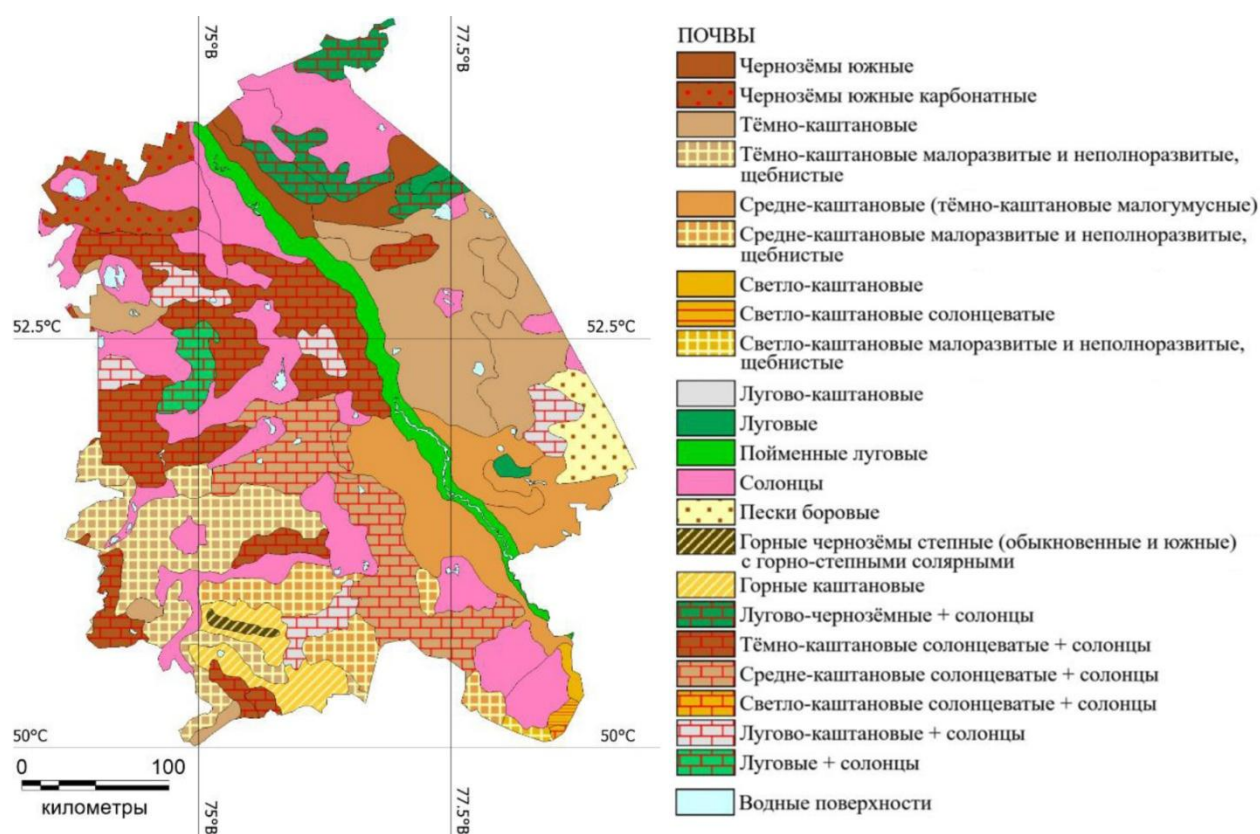 75°В
77.5°В
52.5°С
52.5°С
50°С
50°С
0
100
километры
75°В
77.5°В
ПОЧВЫ
Чернозёмы южные
Чернозёмы южные карбонатные
Тёмно-каштановые
Тёмно-каштановые малоразвитые и неполноразвитые,
щебнистые
Средне-каштановые (тёмно-каштановые малогумусные)
Средне-каштановые малоразвитые и неполноразвитые,
щебнистые
Светло-каштановые
Светло-каштановые солонцеватые
Светло-каштановые малоразвитые и неполноразвитые,
щебнистые
Лугово-каштановые
Луговые
Пойменные луговые
Солонцы
Пески боровые
Горные чернозёмы степные (обыкновенные и южные)
с горно-степными солярными
Горные каштановые
Лугово-чернозёмные + солонцы
Тёмно-каштановые солонцеватые + солонцы
Средне-каштановые солонцеватые + солонцы
Светло-каштановые солонцеватые + солонцы
Лугово-каштановые + солонцы
Луговые + солонцы
Водные поверхности